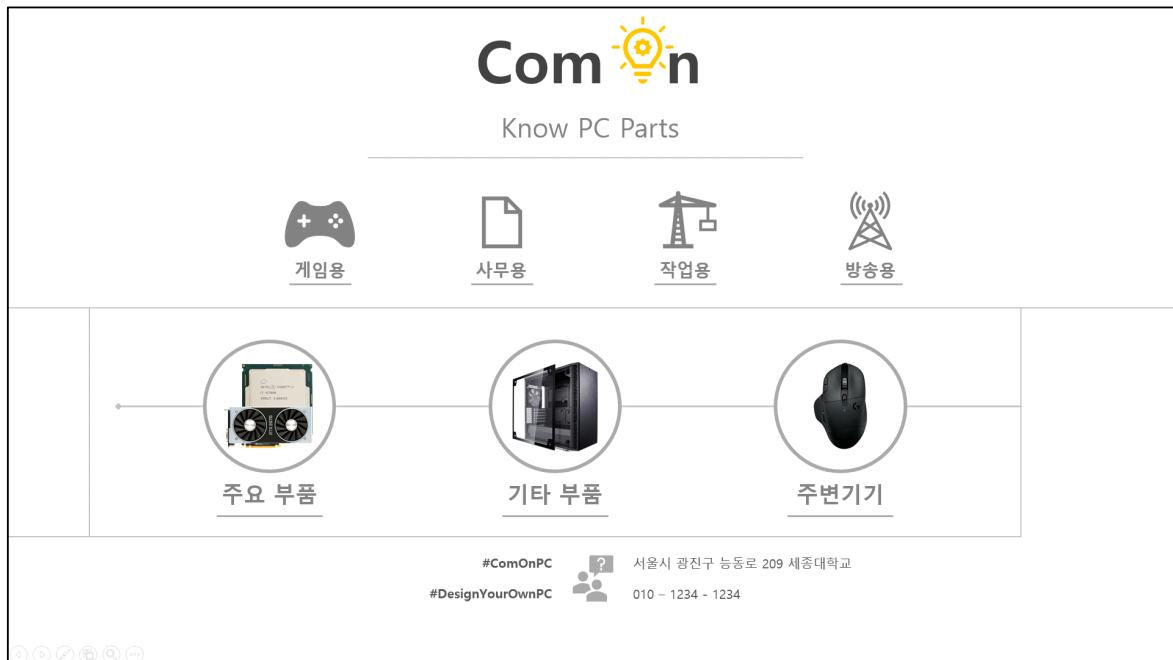 Com On
Know PC Parts
게임용 사무용 작업용 방송용
주요 부품 기타 부품 주변기기
#ComOnPC 서울시 광진구 능동로 209 세종대학교
#DesignYourOwnPC 010 – 1234 - 1234